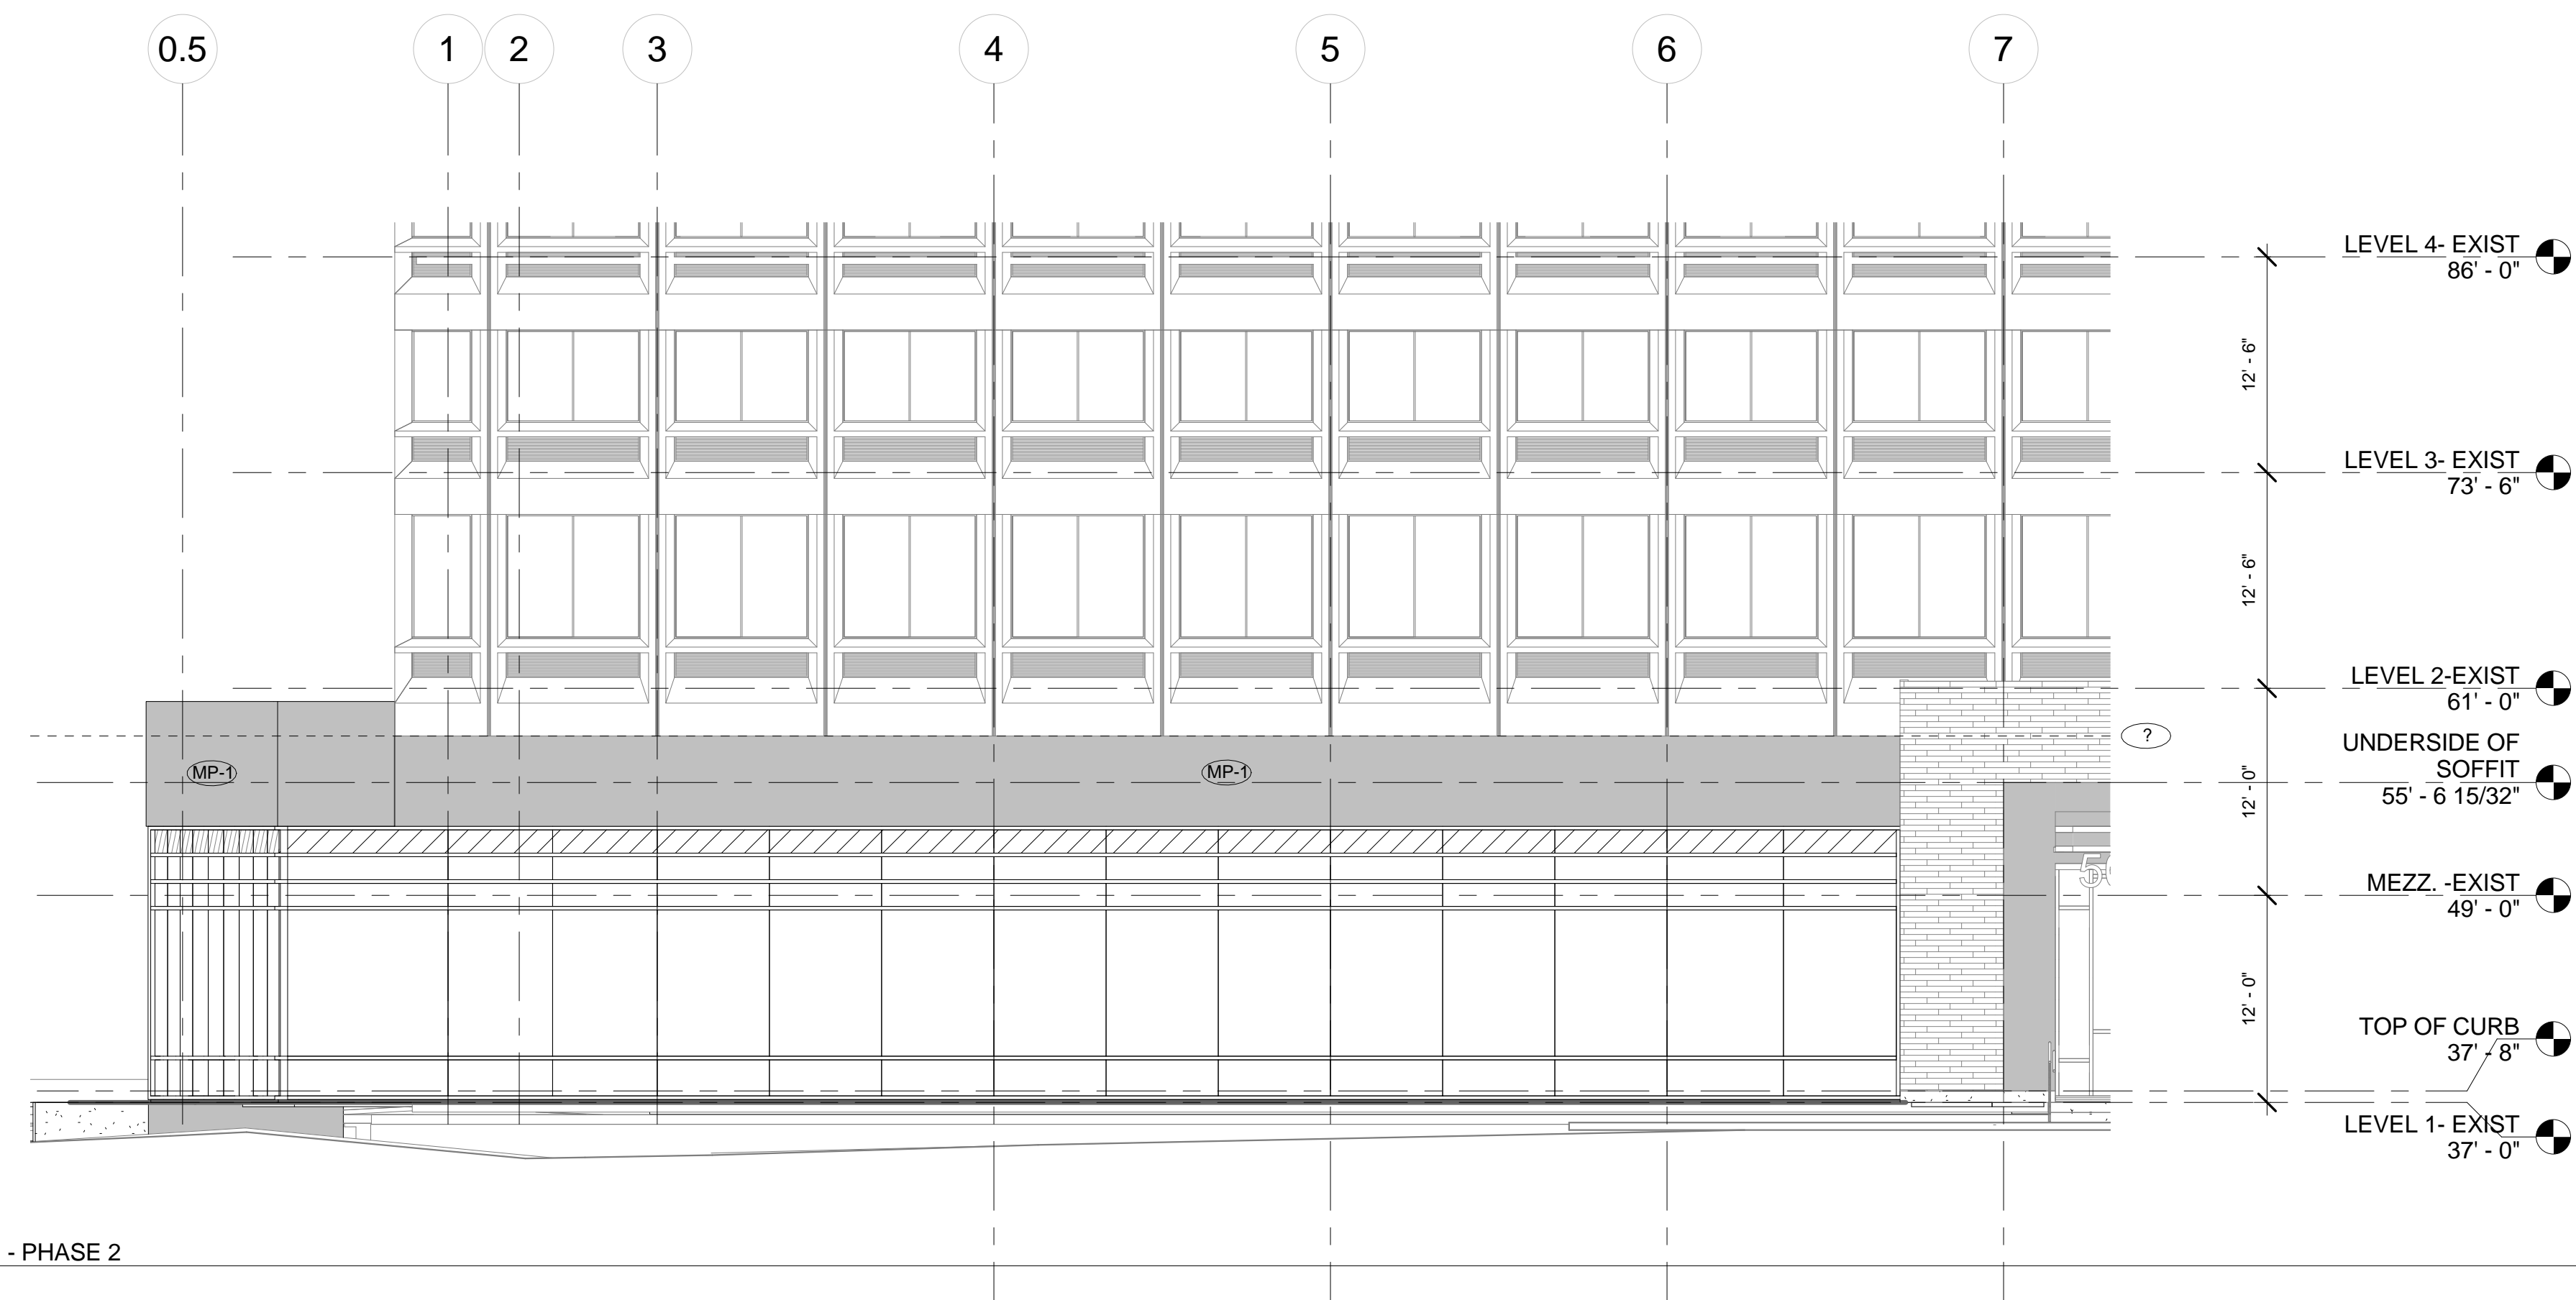 0.5 1 2 3 4 5 6 7
LEVEL 4- EXIST
86' - 0"
12' - 6"
LEVEL 3- EXIST
73' - 6"
12' - 6"
LEVEL 2-EXIST
61' - 0"
?
UNDERSIDE OF
SOFFIT
55' - 6 15/32"
MP-1
MP-1
12' - 0"
MEZZ. -EXIST
49' - 0"
12' - 0"
TOP OF CURB
37' - 8"
LEVEL 1- EXIST
37' - 0"
- PHASE 2